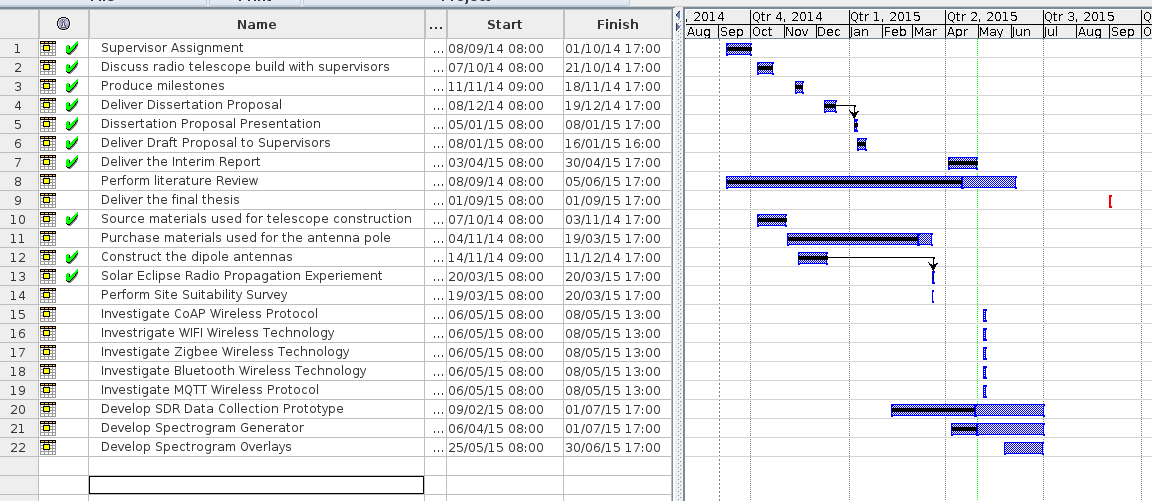 Name ... Start Finish
, 2014 Qtr 4, 2014 Qtr 1, 2015 Qtr 2, 2015 Qtr 3, 2015
Aug Sep Oct Nov Dec Jan Feb Mar Apr May Jun Jul Aug Sep
1 Supervisor Assignment ... 08/09/14 08:00 01/10/14 17:00
2 Discuss radio telescope build with supervisors ... 07/10/14 08:00 21/10/14 17:00
3 Produce milestones ... 11/11/14 09:00 18/11/14 17:00
4 Deliver Dissertation Proposal ... 08/12/14 08:00 19/12/14 17:00
5 Dissertation Proposal Presentation ... 05/01/15 08:00 08/01/15 17:00
6 Deliver Draft Proposal to Supervisors ... 08/01/15 08:00 16/01/15 16:00
7 Deliver the Interim Report ... 03/04/15 08:00 30/04/15 17:00
8 Perform literature Review ... 08/09/14 08:00 05/06/15 17:00
9 Deliver the final thesis ... 01/09/15 08:00 01/09/15 17:00
10 Source materials used for telescope construction ... 07/10/14 08:00 03/11/14 17:00
11 Purchase materials used for the antenna pole ... 04/11/14 08:00 19/03/15 17:00
12 Construct the dipole antennas ... 14/11/14 09:00 11/12/14 17:00
13 Solar Eclipse Radio Propagation Experiement ... 20/03/15 08:00 20/03/15 17:00
14 Perform Site Suitability Survey ... 19/03/15 08:00 20/03/15 17:00
15 Investigate CoAP Wireless Protocol ... 06/05/15 08:00 08/05/15 13:00
16 Investrigate WIFI Wireless Technology ... 06/05/15 08:00 08/05/15 13:00
17 Investigate Zigbee Wireless Technology ... 06/05/15 08:00 08/05/15 13:00
18 Investigate Bluetooth Wireless Technology ... 06/05/15 08:00 08/05/15 13:00
19 Investigate MQTT Wireless Protocol ... 06/05/15 08:00 08/05/15 13:00
20 Develop SDR Data Collection Prototype ... 09/02/15 08:00 01/07/15 17:00
21 Develop Spectrogram Generator ... 06/04/15 08:00 01/07/15 17:00
22 Develop Spectrogram Overlays ... 25/05/15 08:00 30/06/15 17:00